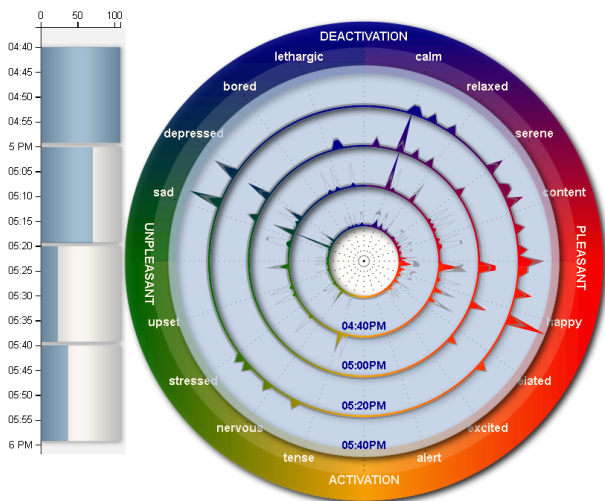 0 50 100
04:40
04:45
04:50
04:55
5 PM
05:05
05:10
05:15
05:20
05:25
05:30
05:35
05:40
05:45
05:50
05:55
6 PM
DEACTIVATION
lethargic
calm
bored
relaxed
depressed
serene
sad
content
UNPLEASANT
PLEASANT
upset
happy
stressed
elated
nervous
excited
tense
alert
ACTIVATION
04:40PM
05:00PM
05:20PM
05:40PM